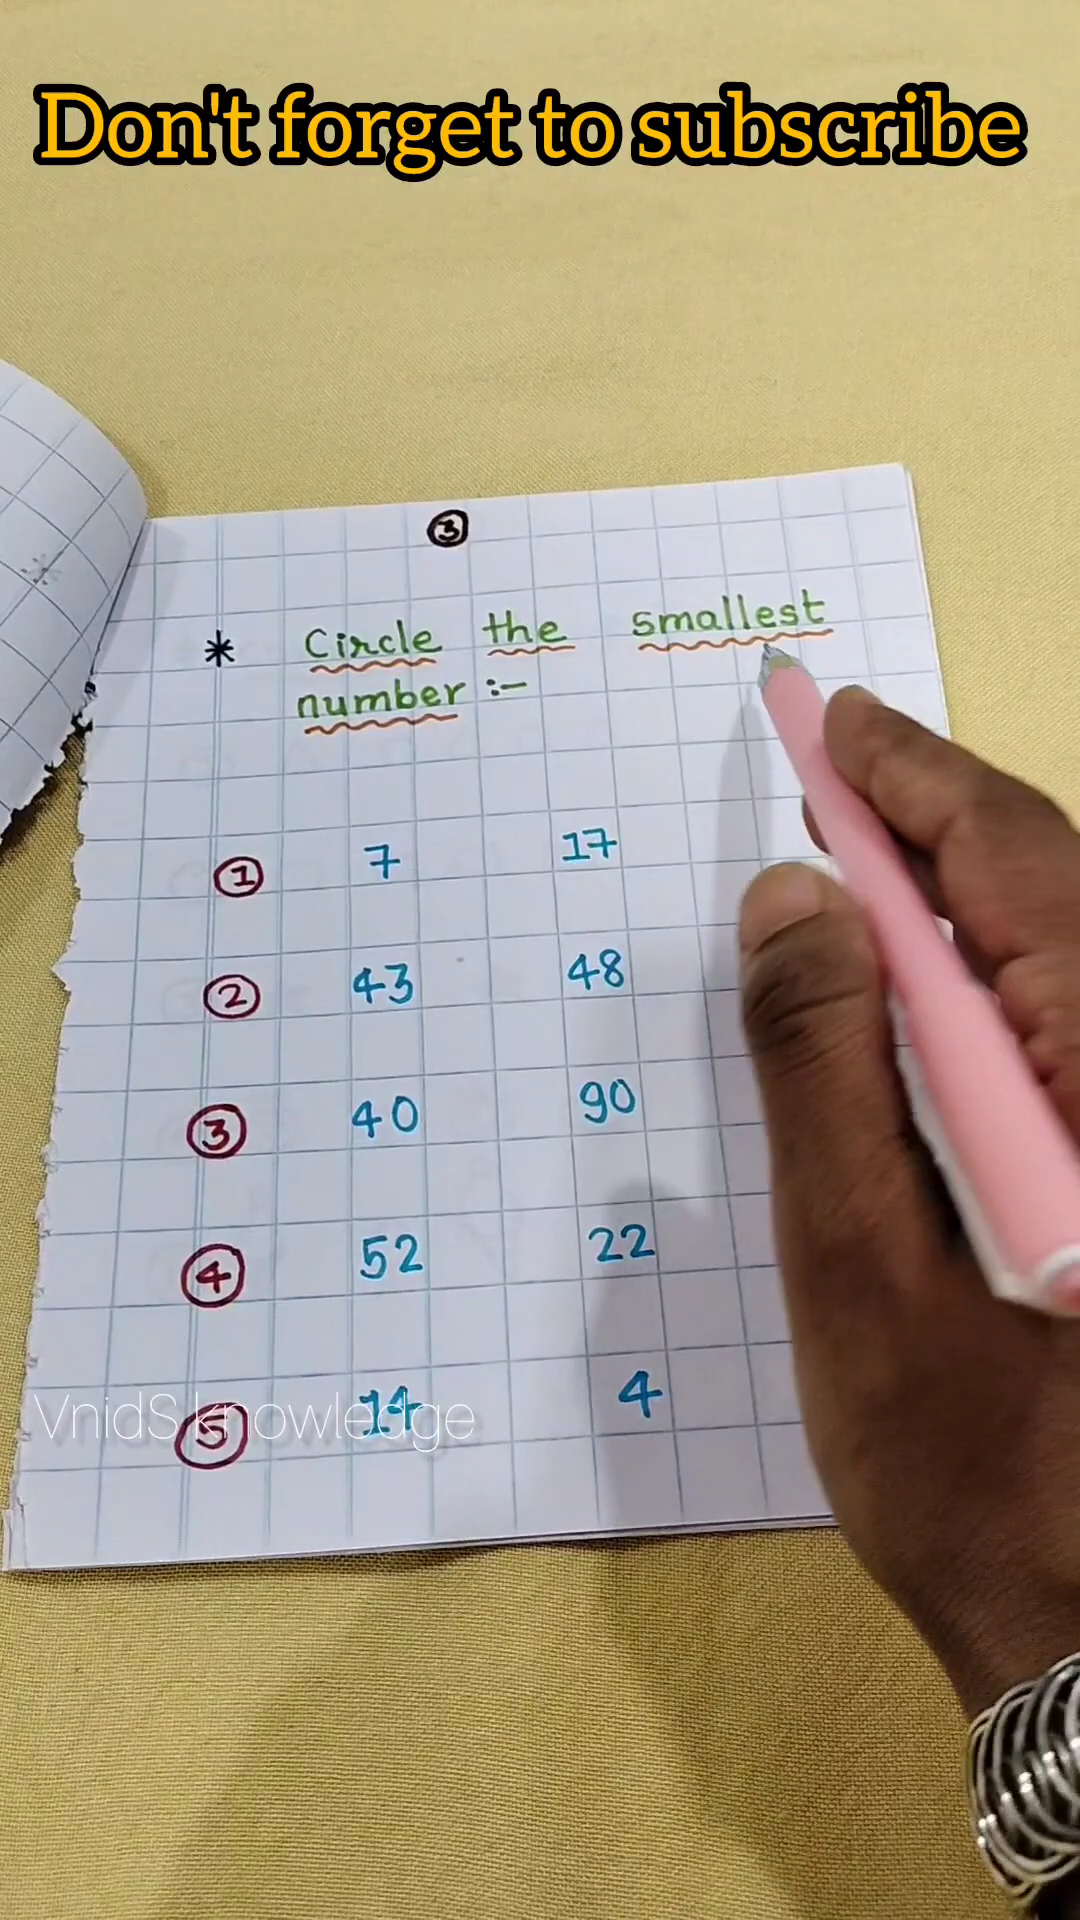 Don't forget to subscribe
3
* Circle the smallest
number :-
1 7 17
2 43 48
3 40 90
4 52 22
5 14 4
VnidS knowledge